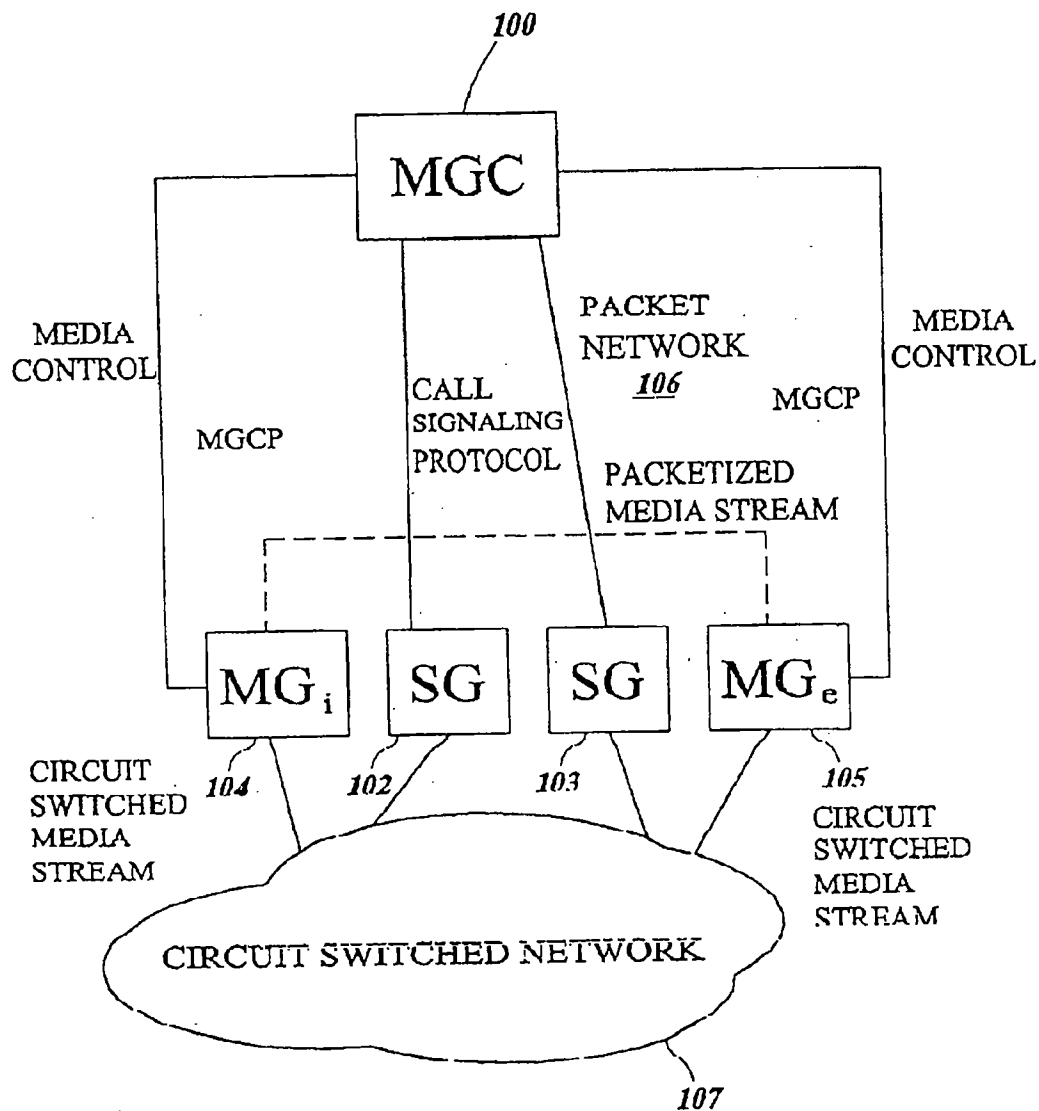 100
MGC
MEDIA
CONTROL
MGCP
CALL
SIGNALING
PROTOCOL
PACKET
NETWORK
106
MGCP
MEDIA
CONTROL
PACKETIZED
MEDIA STREAM
MGi
SG
SG
MGe
104
102
103
105
CIRCUIT
SWITCHED
MEDIA
STREAM
CIRCUIT
SWITCHED
MEDIA
STREAM
CIRCUIT SWITCHED NETWORK
107